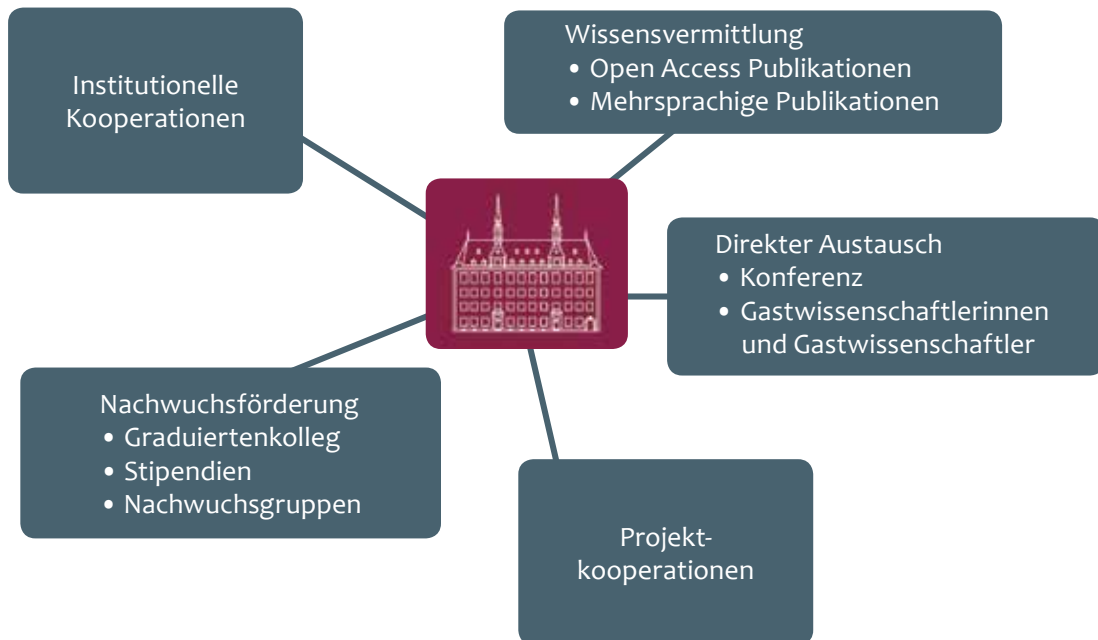 Institutionelle
Kooperationen
Wissensvermittlung
• Open Access Publikationen
• Mehrsprachige Publikationen
Direkter Austausch
• Konferenz
• Gastwissenschaftlerinnen
und Gastwissenschaftler
Nachwuchsförderung
• Graduiertenkolleg
• Stipendien
• Nachwuchsgruppen
Projekt-
kooperationen